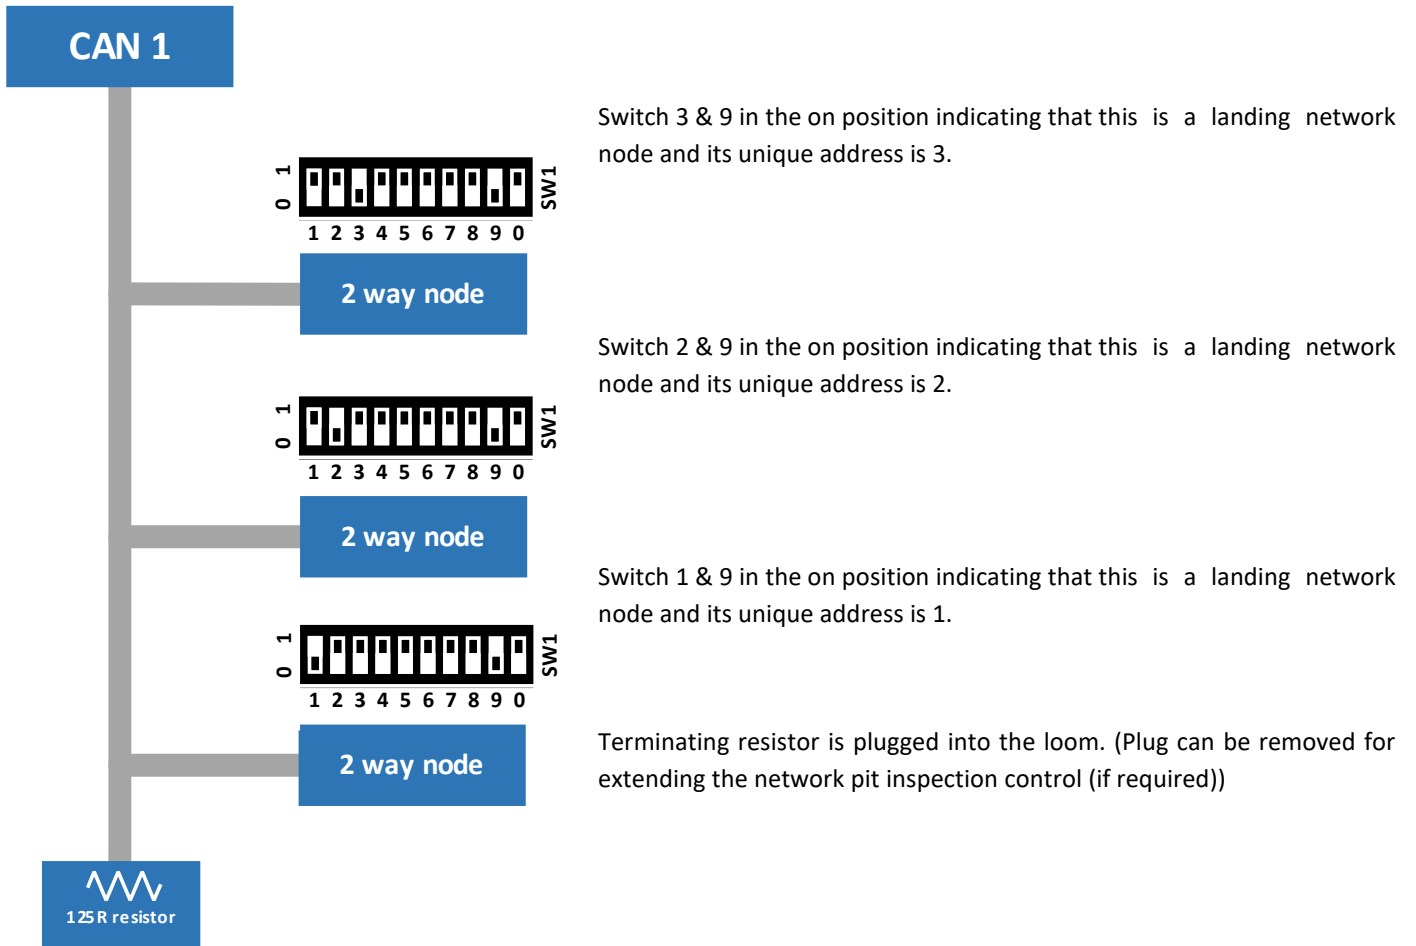 CAN 1
Switch 3 & 9 in the on position indicating that this is a landing network
node and its unique address is 3.
0 1
SW1
1 2 3 4 5 6 7 8 9 0
2 way node
Switch 2 & 9 in the on position indicating that this is a landing network
node and its unique address is 2.
0 1
SW1
1 2 3 4 5 6 7 8 9 0
2 way node
Switch 1 & 9 in the on position indicating that this is a landing network
node and its unique address is 1.
0 1
SW1
1 2 3 4 5 6 7 8 9 0
2 way node
Terminating resistor is plugged into the loom. (Plug can be removed for
extending the network pit inspection control (if required))
125R resistor